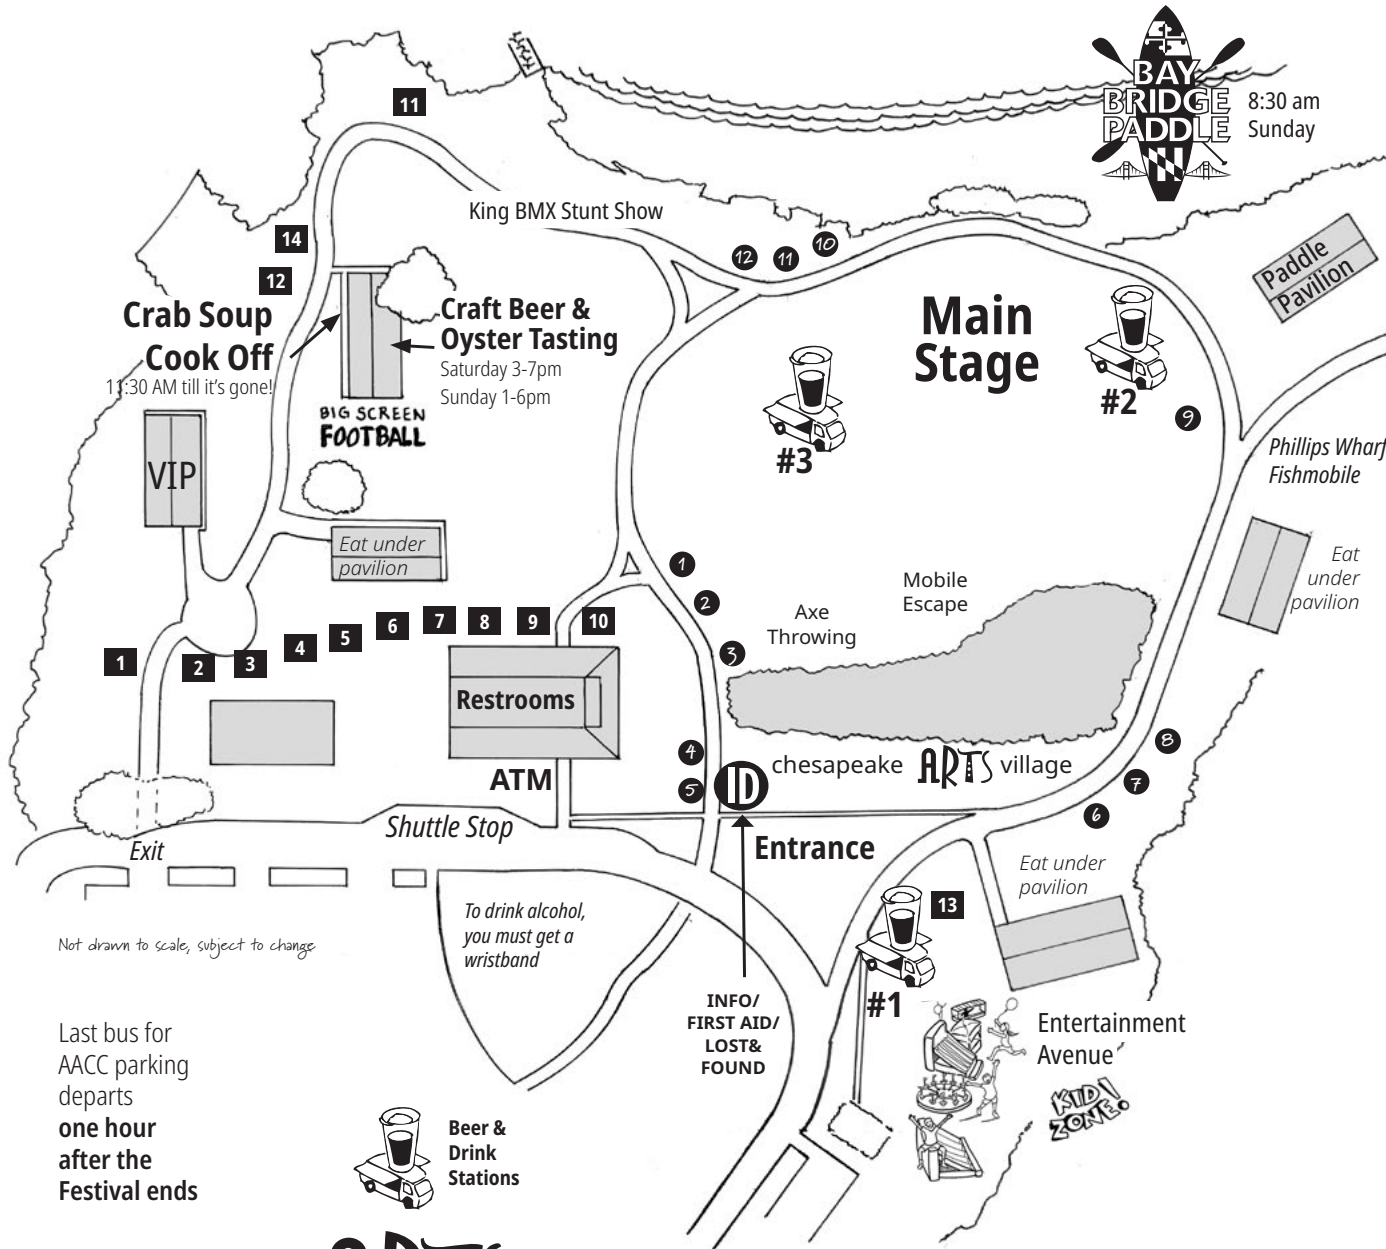 BAY
BRIDGE
PADDLE
8:30 am
Sunday
11
King BMX Stunt Show
14
12
12
11
10
Paddle
Pavilion
Crab Soup
Cook Off
11:30 AM till it's gone!
Craft Beer &
Oyster Tasting
Saturday 3-7pm
Sunday 1-6pm
BIG SCREEN
FOOTBALL
Main
Stage
#2
#3
9
Phillips Wharf
Fishmobile
VIP
Eat under
pavilion
Eat
under
pavilion
1
2
3
Mobile
Escape
Axe
Throwing
1
2
3
4
5
6
7
8
9
10
Restrooms
ATM
4
5
ID
chesapeake ARTS village
8
7
6
Shuttle Stop
Exit
Entrance
Eat under
pavilion
13
#1
To drink alcohol,
you must get a
wristband
Not drawn to scale, subject to change
INFO/
FIRST AID/
LOST&
FOUND
Entertainment
Avenue
KID
ZONE!
Last bus for
AACC parking
departs
one hour
after the
Festival ends
Beer &
Drink
Stations